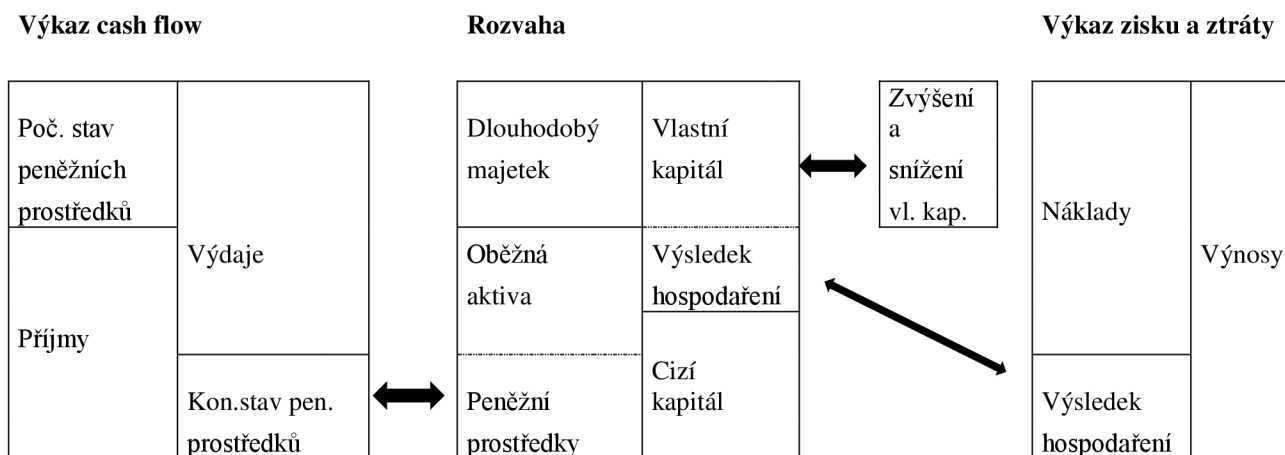 Výkaz cash flow
Rozvaha
Výkaz zisku a ztráty
Poč. stav
peněžních
prostředků
Příjmy
Výdaje
Kon.stav pen.
prostředků
Dlouhodobý
majetek
Oběžná
aktiva
Peněžní
prostředky
Vlastní
kapitál
Výsledek
hospodaření
Cizí
kapitál
Zvýšení
a
snížení
vl. kap.
Náklady
Výsledek
hospodaření
Výnosy